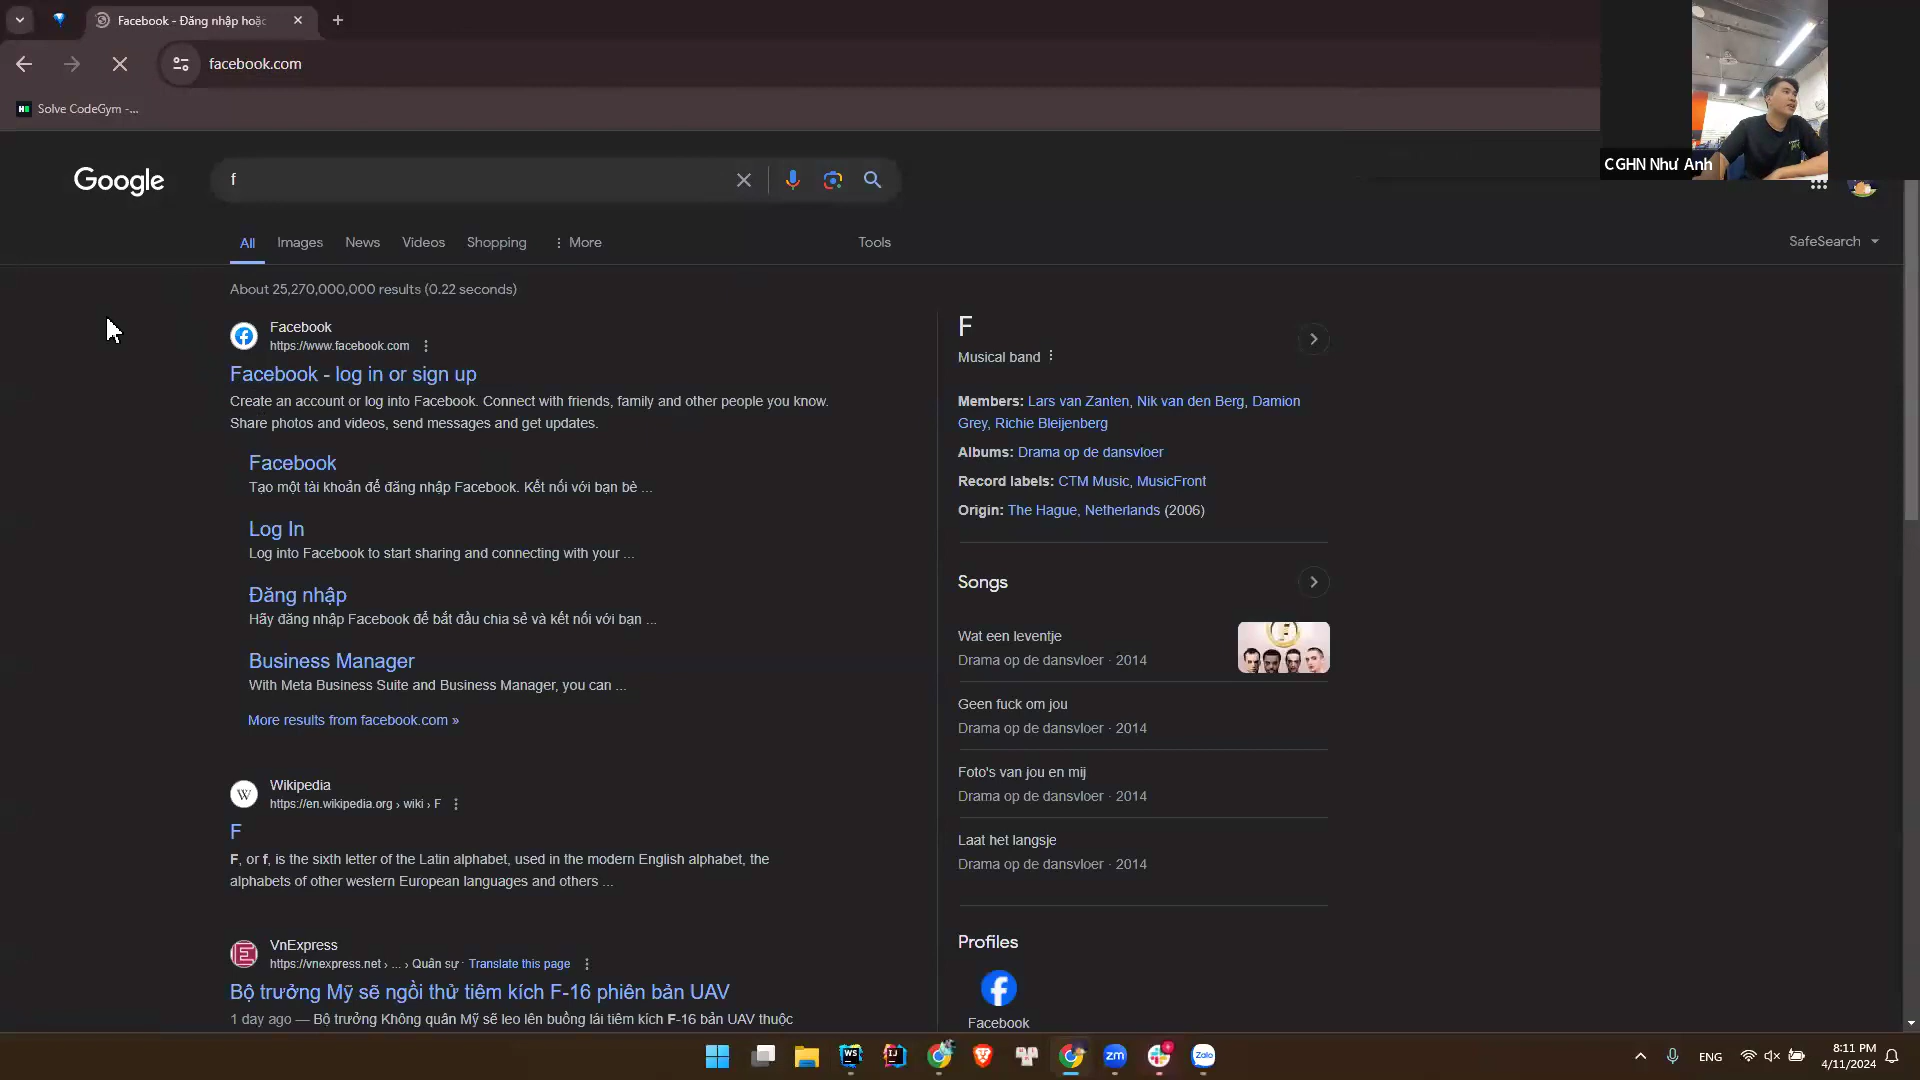 Facebook - Đăng nhập hoặc
facebook.com
Solve CodeGym -...
CGHN Như Anh
Google
f
All
Images
News
Videos
Shopping
More
Tools
SafeSearch
About 25,270,000,000 results (0.22 seconds)
Facebook
https://www.facebook.com
Facebook - log in or sign up
Create an account or log into Facebook. Connect with friends, family and other people you know.
Share photos and videos, send messages and get updates.
Facebook
Tạo một tài khoản để đăng nhập Facebook. Kết nối với bạn bè ...
Log In
Log into Facebook to start sharing and connecting with your ...
Đăng nhập
Hãy đăng nhập Facebook để bắt đầu chia sẻ và kết nối với bạn ...
Business Manager
With Meta Business Suite and Business Manager, you can ...
More results from facebook.com »
Wikipedia
https://en.wikipedia.org › wiki › F
F
F, or f, is the sixth letter of the Latin alphabet, used in the modern English alphabet, the
alphabets of other western European languages and others ...
VnExpress
https://vnexpress.net › ... › Quân sự · Translate this page
Bộ trưởng Mỹ sẽ ngồi thử tiêm kích F-16 phiên bản UAV
1 day ago — Bộ trưởng Không quân Mỹ sẽ leo lên buồng lái tiêm kích F-16 bản UAV thuộc
F
Musical band
Members: Lars van Zanten, Nik van den Berg, Damion
Grey, Richie Bleijenberg
Albums: Drama op de dansvloer
Record labels: CTM Music, MusicFront
Origin: The Hague, Netherlands (2006)
Songs
Wat een leventje
Drama op de dansvloer · 2014
Geen fuck om jou
Drama op de dansvloer · 2014
Foto's van jou en mij
Drama op de dansvloer · 2014
Laat het langsje
Drama op de dansvloer · 2014
Profiles
Facebook
WS
IJ
zm
Zalo
ENG
8:11 PM
4/11/2024